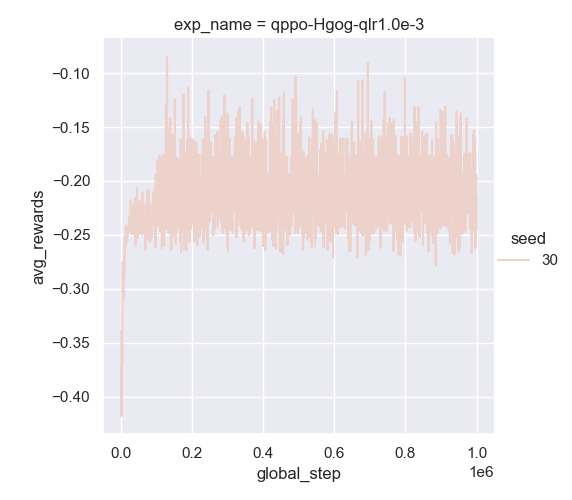 exp_name = qppo-Hgog-qlr1.0e-3
−0.10
−0.15
−0.20
−0.25
−0.30
−0.35
−0.40
avg_rewards
0.0 0.2 0.4 0.6 0.8 1.0
1e6
global_step
seed
30